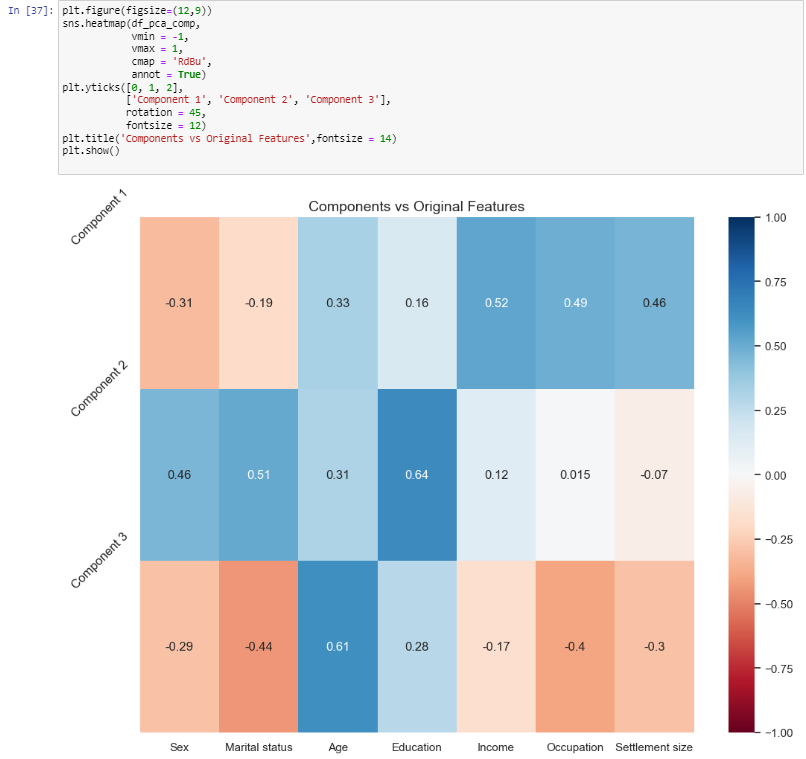 In [37]: plt.figure(figsize=(12,9))
sns.heatmap(df_pca_comp,
vmin = -1,
vmax = 1,
cmap = 'RdBu',
annot = True)
plt.yticks([0, 1, 2],
['Component 1', 'Component 2', 'Component 3'],
rotation = 45,
fontsize = 12)
plt.title('Components vs Original Features',fontsize = 14)
plt.show()
Components vs Original Features
Component 1
-0.31 -0.19 0.33 0.16 0.52 0.49 0.46
Component 2
0.46 0.51 0.31 0.64 0.12 0.015 -0.07
Component 3
-0.29 -0.44 0.61 0.28 -0.17 -0.4 -0.3
Sex Marital status Age Education Income Occupation Settlement size
1.00
0.75
0.50
0.25
0.00
−0.25
−0.50
−0.75
−1.00